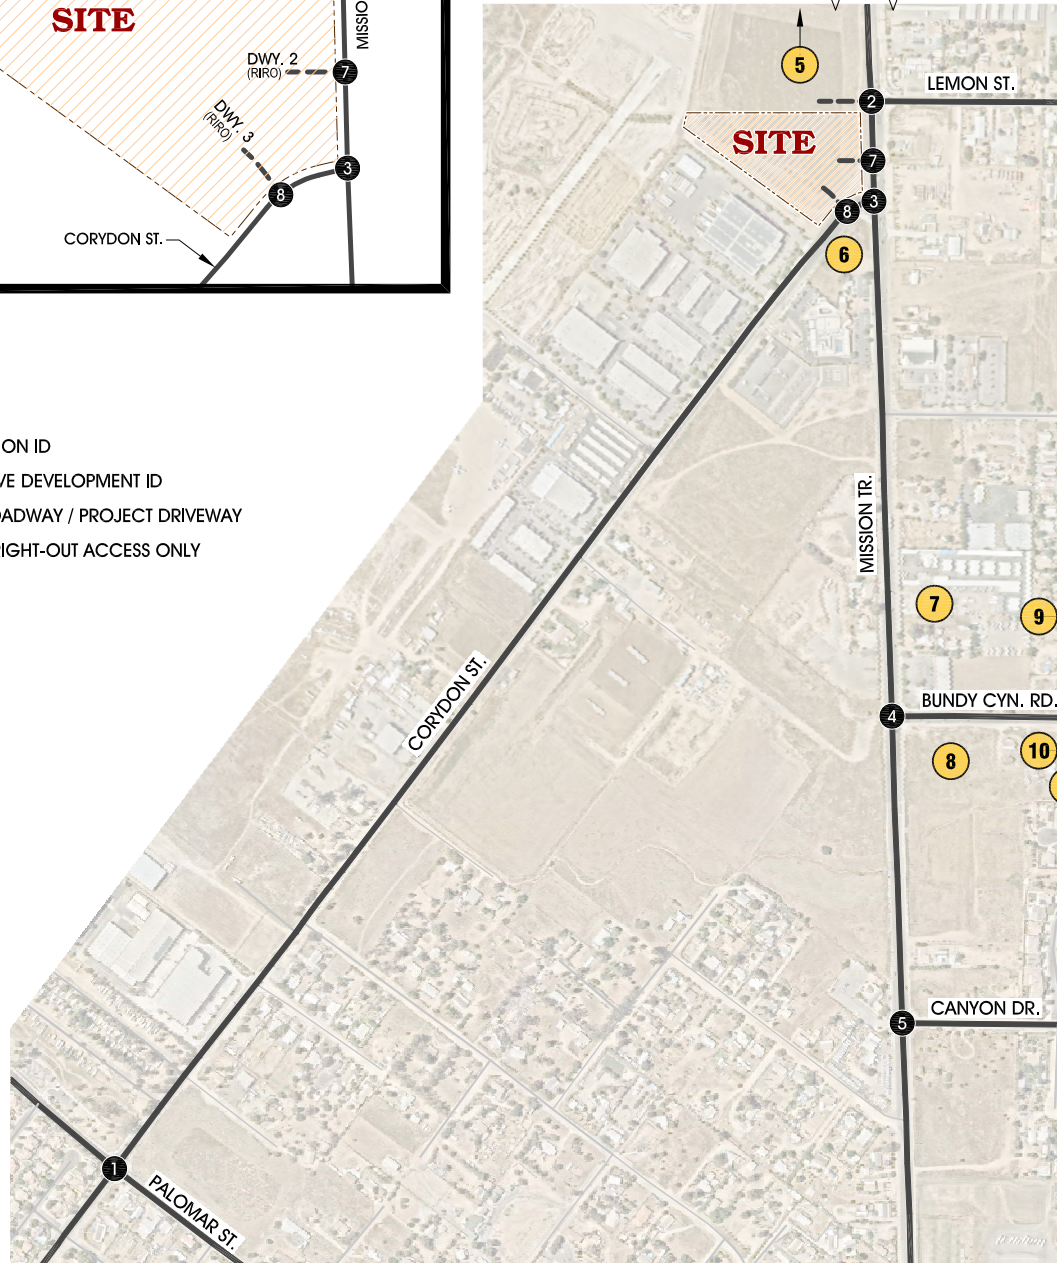 SITE
MISSIO
DWY. 2
(RIRO)
7
DWY. 3
(RIRO)
3
8
CORYDON ST.
ON ID
VE DEVELOPMENT ID
OADWAY / PROJECT DRIVEWAY
RIGHT-OUT ACCESS ONLY
5
LEMON ST.
2
SITE
7
3
8
6
MISSION TR.
7
9
CORYDON ST.
BUNDY CYN. RD.
4
8
10
CANYON DR.
5
1
PALOMAR ST.